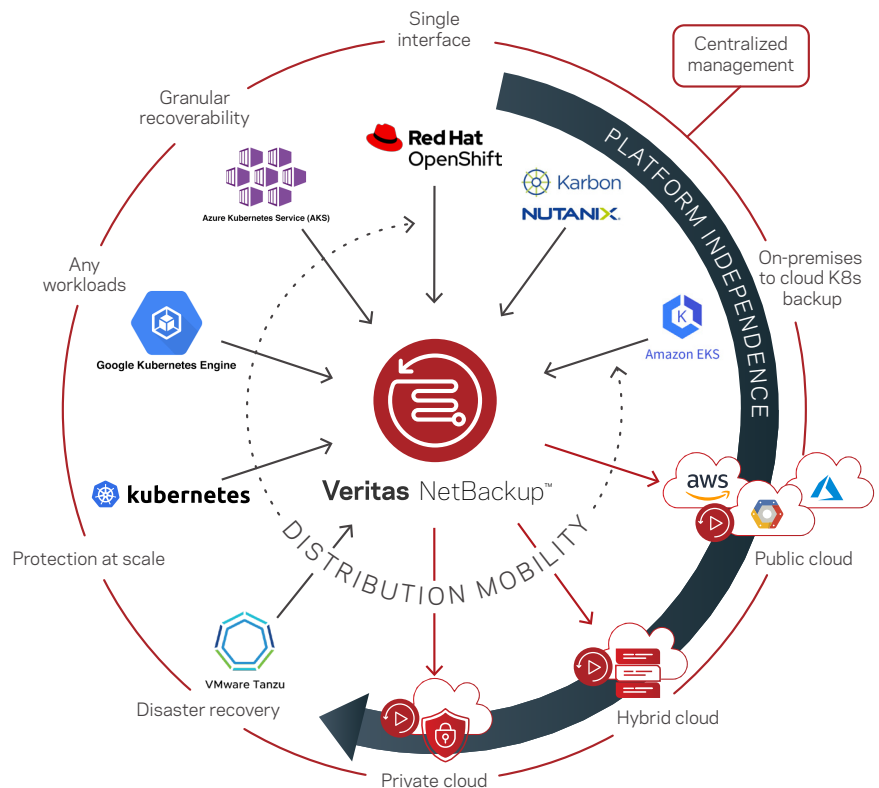 Single
interface
Centralized
management
Granular
recoverability
PLATFORM INDEPENDENCE
Red Hat
OpenShift
Karbon
NUTANIX®
Azure Kubernetes Service (AKS)
Any
workloads
On-premises
to cloud K8s
backup
Google Kubernetes Engine
K
Amazon EKS
kubernetes
Veritas NetBackup™
aws
DISTRIBUTION MOBILITY
Protection at scale
Public cloud
VMware Tanzu
Disaster recovery
Hybrid cloud
Private cloud